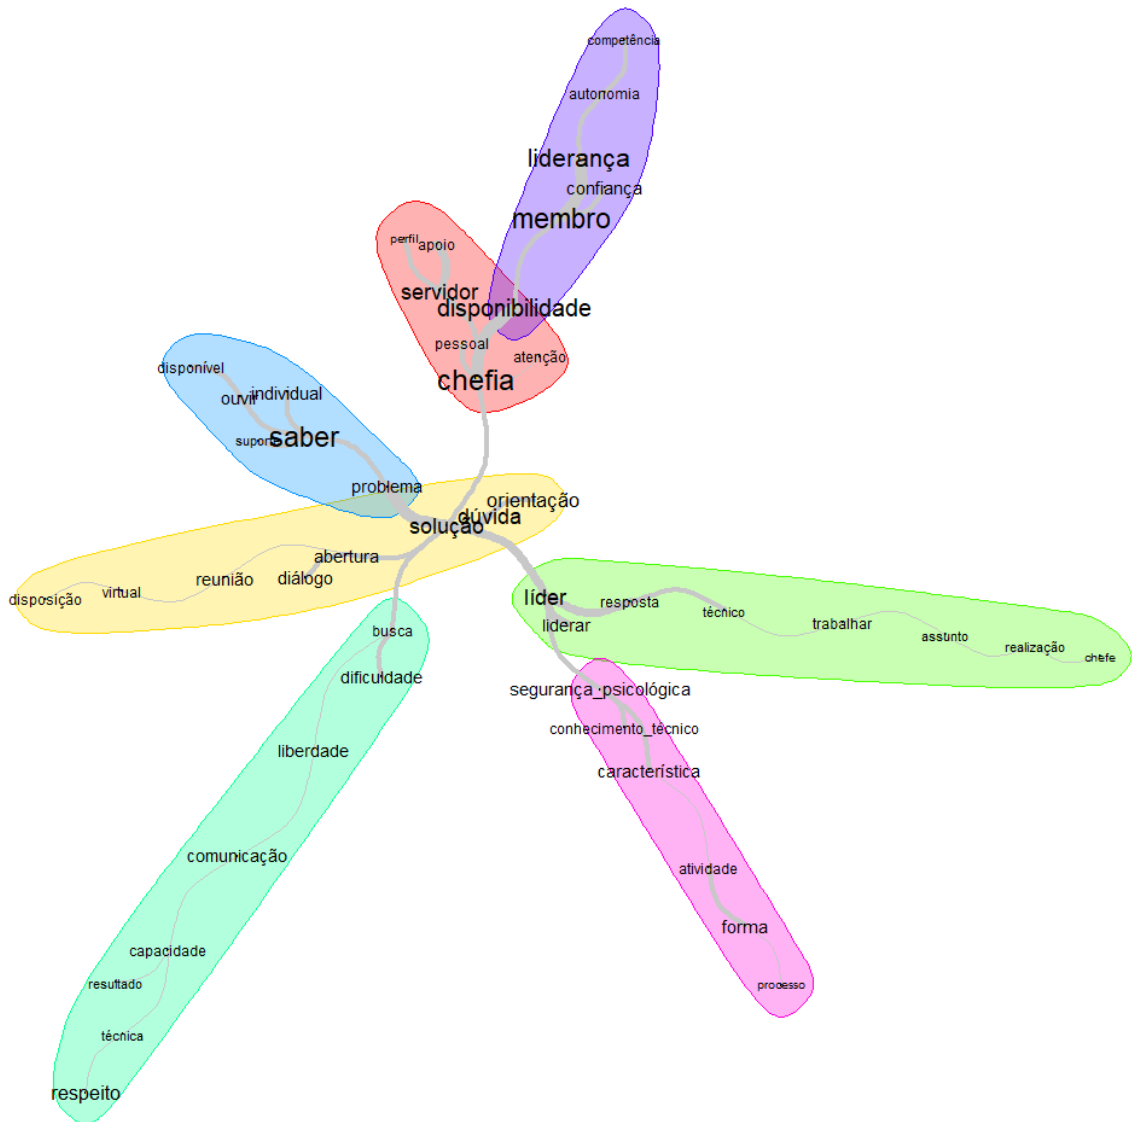 competência
autonomia
liderança
confiança
membro
perfil
apoio
servidor
disponibilidade
pessoal
atenção
chefia
disponível
individual
ouvir
saber
suporte
problema
orientação
dúvida
solução
abertura
diálogo
reunião
virtual
disposição
líder
resposta
técnico
liderar
trabalhar
assunto
realização
chefe
busca
dificuldade
segurança_psicológica
conhecimento_técnico
característica
liberdade
comunicação
atividade
forma
capacidade
resultado
processo
técnica
respeito